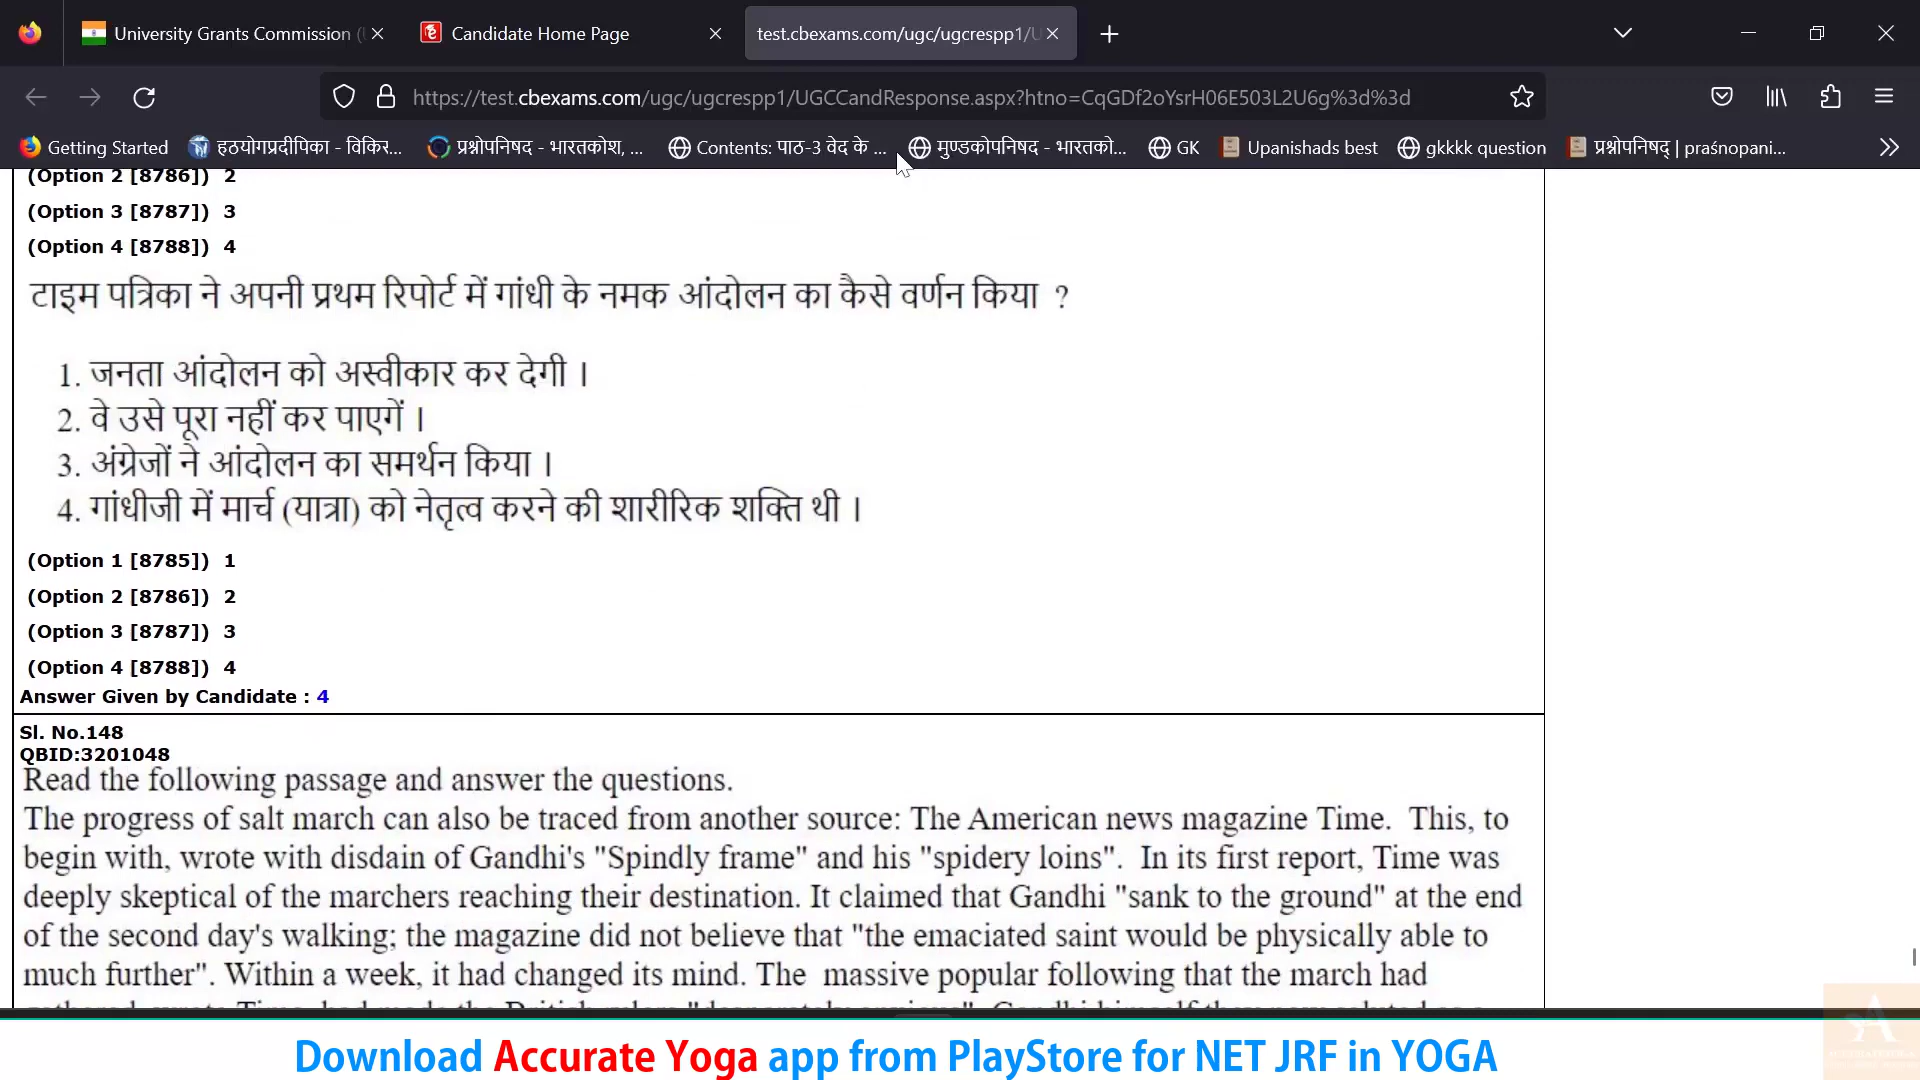 University Grants Commission (
Candidate Home Page
test.cbexams.com/ugc/ugcrespp1/U
https://test.cbexams.com/ugc/ugcrespp1/UGCCandResponse.aspx?htno=CqGDf2oYsrH06E503L2U6g%3d%3d
Getting Started हठयोगप्रदीपिका - विकिर... प्रश्नोपनिषद - भारतकोश, ... Contents: पाठ-3 वेद के ... मुण्डकोपनिषद - भारतको... GK Upanishads best gkkkk question प्रश्नोपनिषद् | praśnopani...
(Option 2 [8786]) 2
(Option 3 [8787]) 3
(Option 4 [8788]) 4
टाइम पत्रिका ने अपनी प्रथम रिपोर्ट में गांधी के नमक आंदोलन का कैसे वर्णन किया ?
1. जनता आंदोलन को अस्वीकार कर देगी ।
2. वे उसे पूरा नहीं कर पाएगें ।
3. अंग्रेजों ने आंदोलन का समर्थन किया ।
4. गांधीजी में मार्च (यात्रा) को नेतृत्व करने की शारीरिक शक्ति थी ।
(Option 1 [8785]) 1
(Option 2 [8786]) 2
(Option 3 [8787]) 3
(Option 4 [8788]) 4
Answer Given by Candidate : 4
Sl. No.148
QBID:3201048
Read the following passage and answer the questions.
The progress of salt march can also be traced from another source: The American news magazine Time. This, to
begin with, wrote with disdain of Gandhi's "Spindly frame" and his "spidery loins". In its first report, Time was
deeply skeptical of the marchers reaching their destination. It claimed that Gandhi "sank to the ground" at the end
of the second day's walking; the magazine did not believe that "the emaciated saint would be physically able to
much further". Within a week, it had changed its mind. The massive popular following that the march had
Download Accurate Yoga app from PlayStore for NET JRF in YOGA